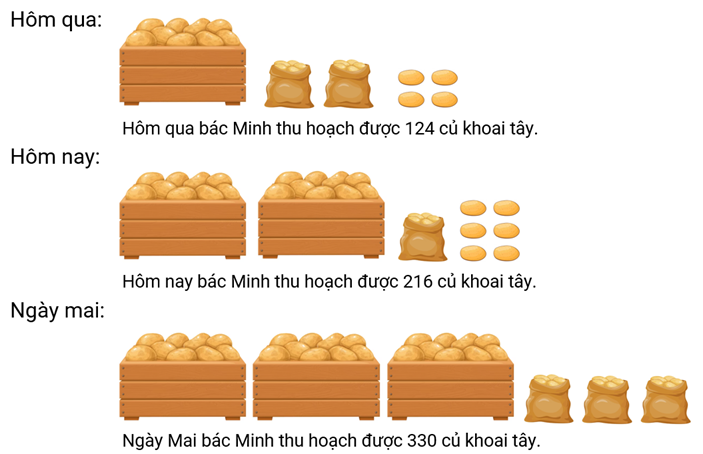 Hôm qua:
Hôm qua bác Minh thu hoạch được 124 củ khoai tây.
Hôm nay:
Hôm nay bác Minh thu hoạch được 216 củ khoai tây.
Ngày mai:
Ngày Mai bác Minh thu hoạch được 330 củ khoai tây.